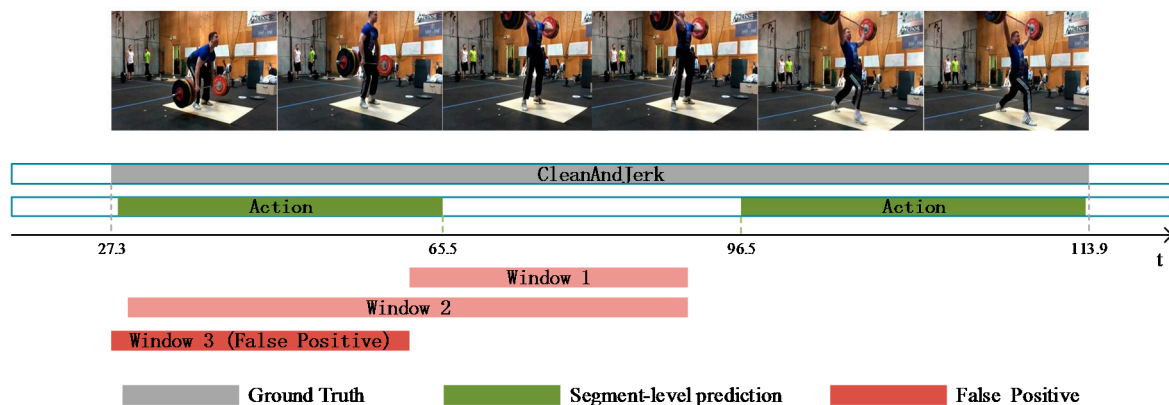 CleanAndJerk
Action Action
27.3 65.5 96.5 113.9
t
Window 1
Window 2
Window 3 (False Positive)
Ground Truth Segment-level prediction False Positive